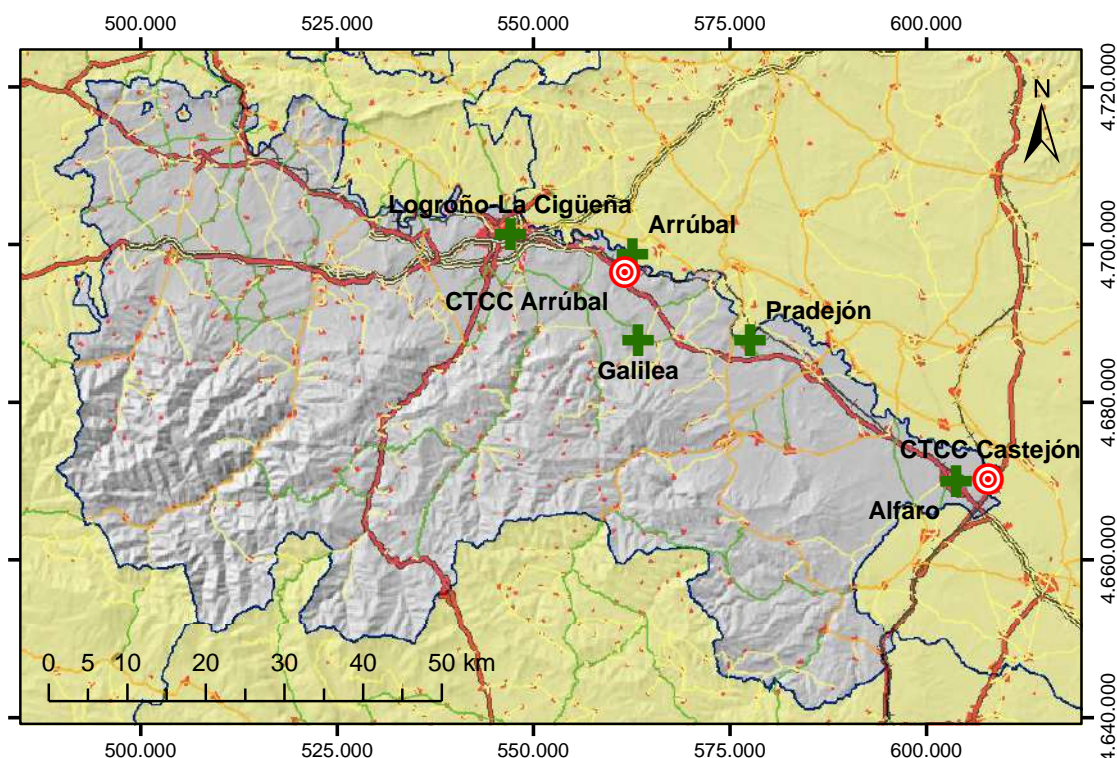 500.000 525.000 550.000 575.000 600.000
4.720.000
N
Logroño-La Cigüeña
Arrúbal
4.700.000
CTCC Arrúbal
Pradejón
Galilea
4.680.000
CTCC Castejón
Alfaro
4.660.000
0 5 10 20 30 40 50 km
4.640.000
500.000 525.000 550.000 575.000 600.000